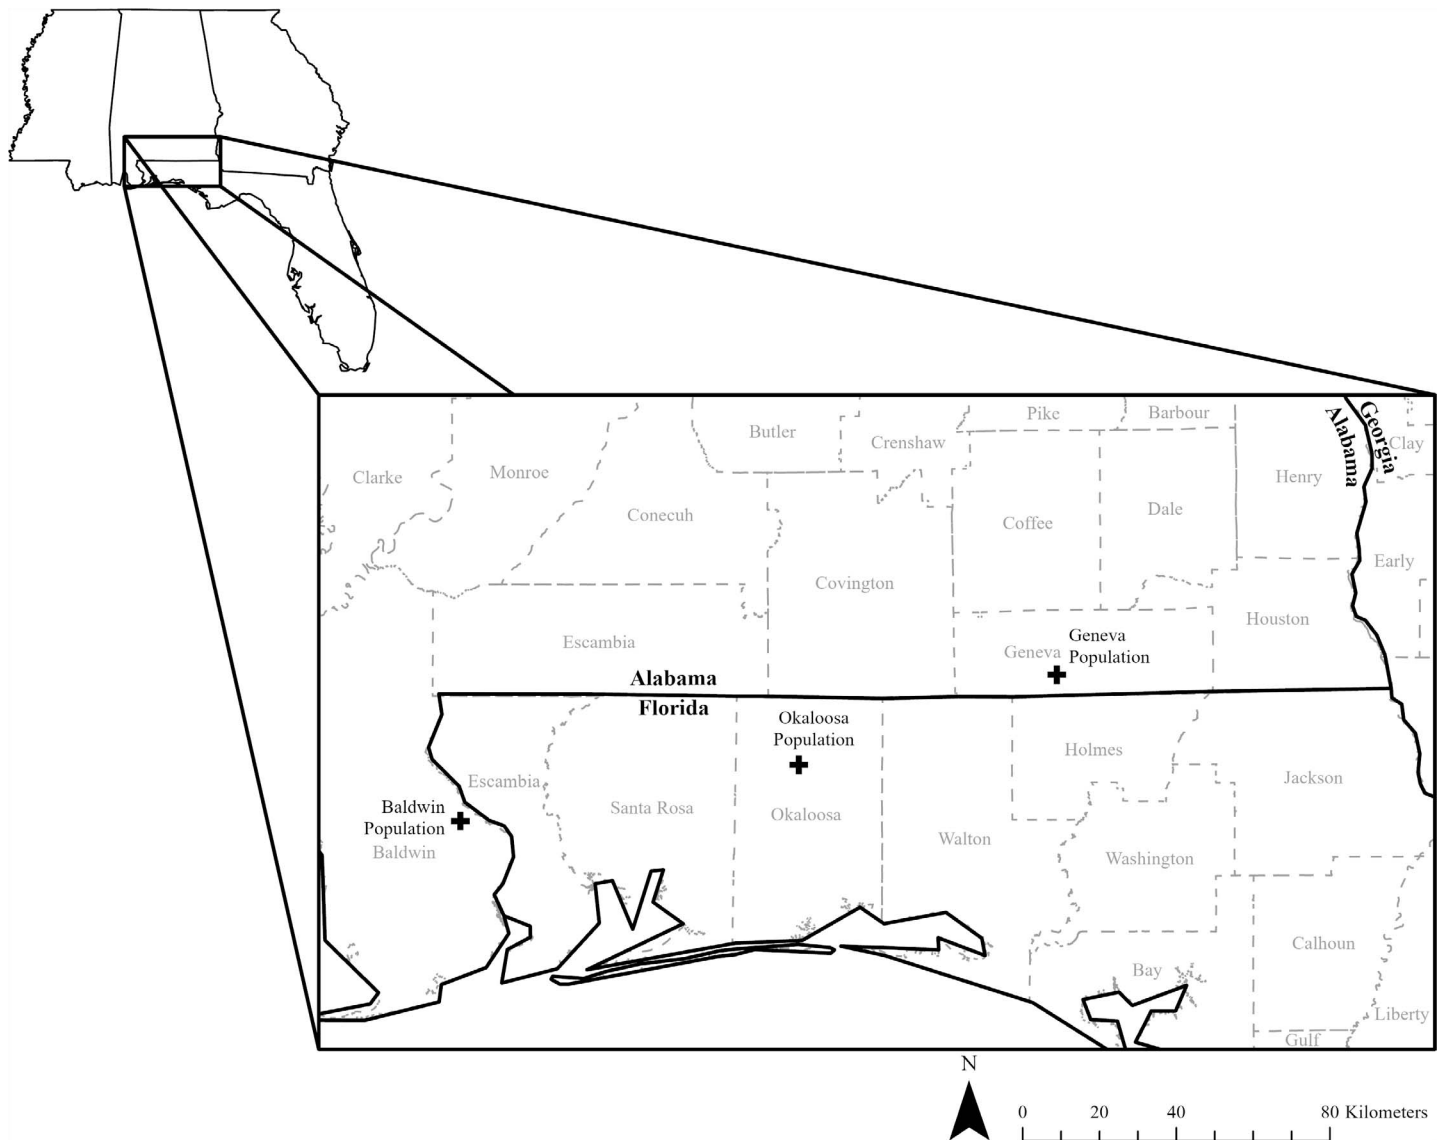 Pike
Barbour
Butler
Crenshaw
Georgia
Alabama
Clay
Clarke
Monroe
Henry
Conecuh
Coffee
Dale
Early
Covington
Houston
Escambia
Geneva
Geneva
Population
Alabama
Florida
Okaloosa
Population
Holmes
Escambia
Jackson
Santa Rosa
Okaloosa
Baldwin
Population
Baldwin
Walton
Washington
Calhoun
Bay
Liberty
Gulf
N
0 20 40 80 Kilometers